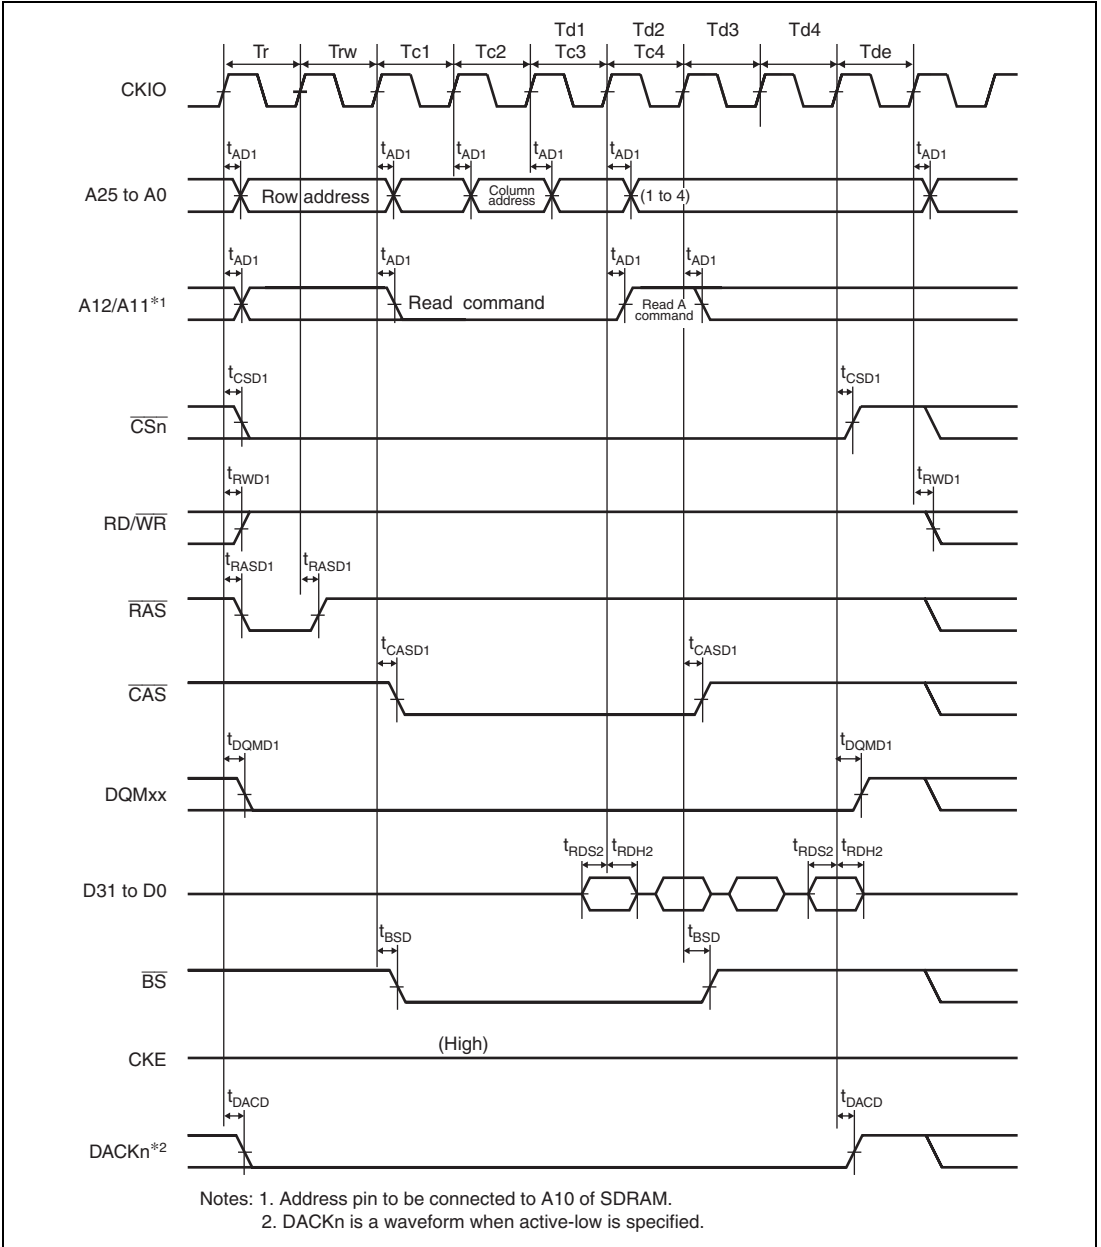 Td1 Td2 Td3 Td4
Tr Trw Tc1 Tc2 Tc3 Tc4 Tde
CKIO
tAD1 tAD1 tAD1 tAD1 tAD1 tAD1
A25 to A0 Row address Column address (1 to 4)
tAD1 tAD1 tAD1 tAD1
A12/A11*1 Read command Read A command
tCSD1 tCSD1
CSn
tRWD1 tRWD1
RD/WR
tRASD1 tRASD1
RAS
tCASD1 tCASD1
CAS
tDQMD1 tDQMD1
DQMxx
tRDS2 tRDH2 tRDS2 tRDH2
D31 to D0
tBSD tBSD
BS
(High)
CKE
tDACD tDACD
DACKn*2
Notes: 1. Address pin to be connected to A10 of SDRAM.
2. DACKn is a waveform when active-low is specified.